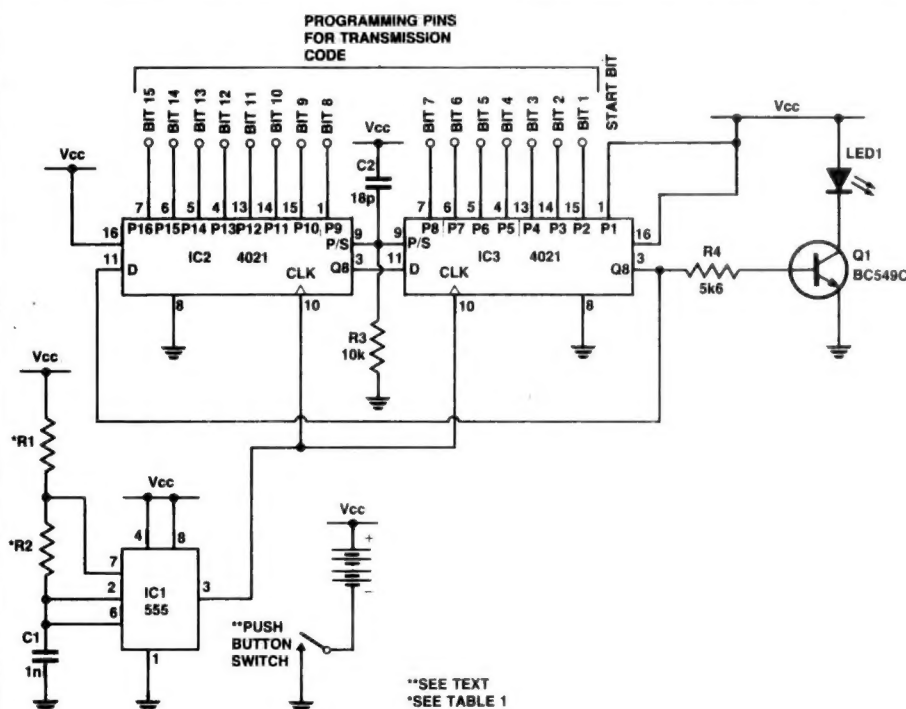 PROGRAMMING PINS
FOR TRANSMISSION
CODE
BIT 15
BIT 14
BIT 13
BIT 12
BIT 11
BIT 10
BIT 9
BIT 8
BIT 7
BIT 6
BIT 5
BIT 4
BIT 3
BIT 2
BIT 1
START BIT
Vcc
Vcc
Vcc
C2
18p
LED1
7 6 5 4 13 14 15 1
P16 P15 P14 P13 P12 P11 P10 P9
7 6 5 4 13 14 15 1
P8 P7 P6 P5 P4 P3 P2 P1
16
11
D
IC2 4021
CLK
P/S
Q8
9
3
8
10
9
11
P/S
D
IC3 4021
CLK
Q8
16
3
10
8
R4
5k6
Q1
BC549C
R3
10k
Vcc
*R1
*R2
C1
1n
Vcc
4 8
7
2
6
IC1
555
3
1
Vcc
+
−
**PUSH
BUTTON
SWITCH
**SEE TEXT
*SEE TABLE 1